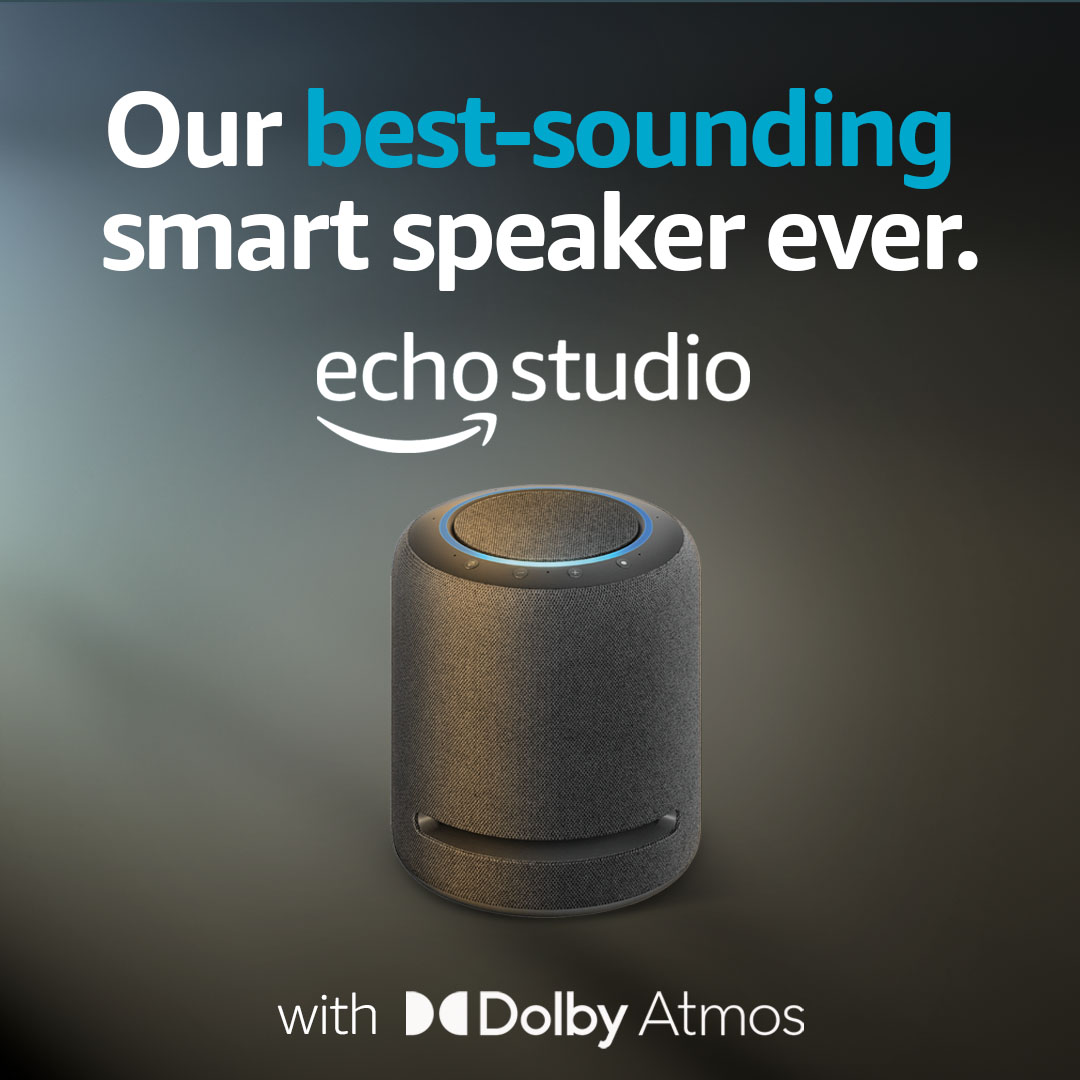 Our best-sounding
smart speaker ever.
echo studio
with Dolby Atmos